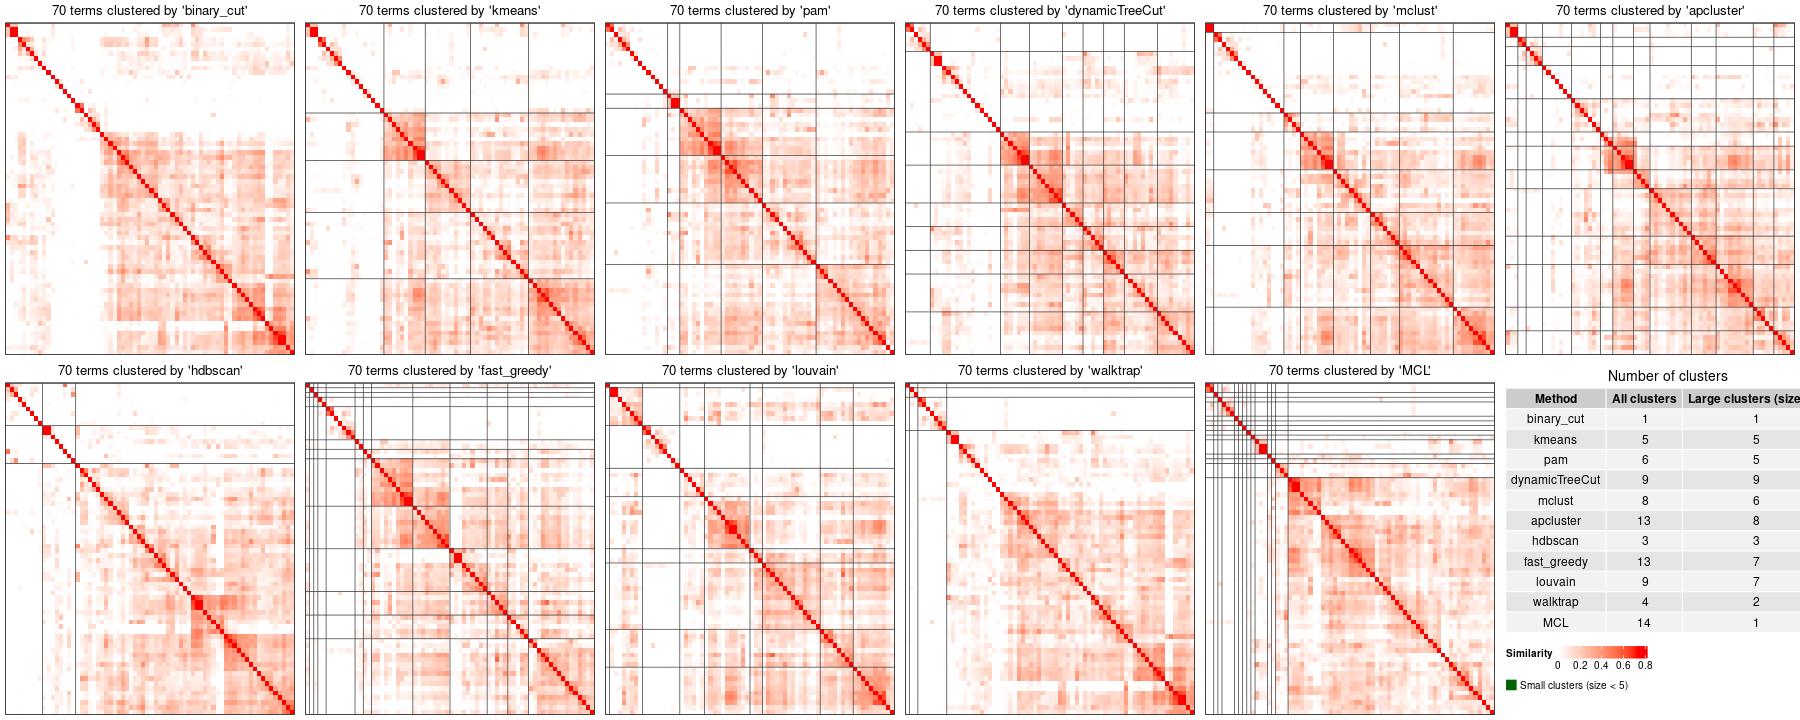 70 terms clustered by 'binary_cut'
70 terms clustered by 'kmeans'
70 terms clustered by 'pam'
70 terms clustered by 'dynamicTreeCut'
70 terms clustered by 'mclust'
70 terms clustered by 'apcluster'
70 terms clustered by 'hdbscan'
70 terms clustered by 'fast_greedy'
70 terms clustered by 'louvain'
70 terms clustered by 'walktrap'
70 terms clustered by 'MCL'
Number of clusters
Method All clusters Large clusters (size
binary_cut 1 1
kmeans 5 5
pam 6 5
dynamicTreeCut 9 9
mclust 8 6
apcluster 13 8
hdbscan 3 3
fast_greedy 13 7
louvain 9 7
walktrap 4 2
MCL 14 1
Similarity
0 0.2 0.4 0.6 0.8
Small clusters (size < 5)